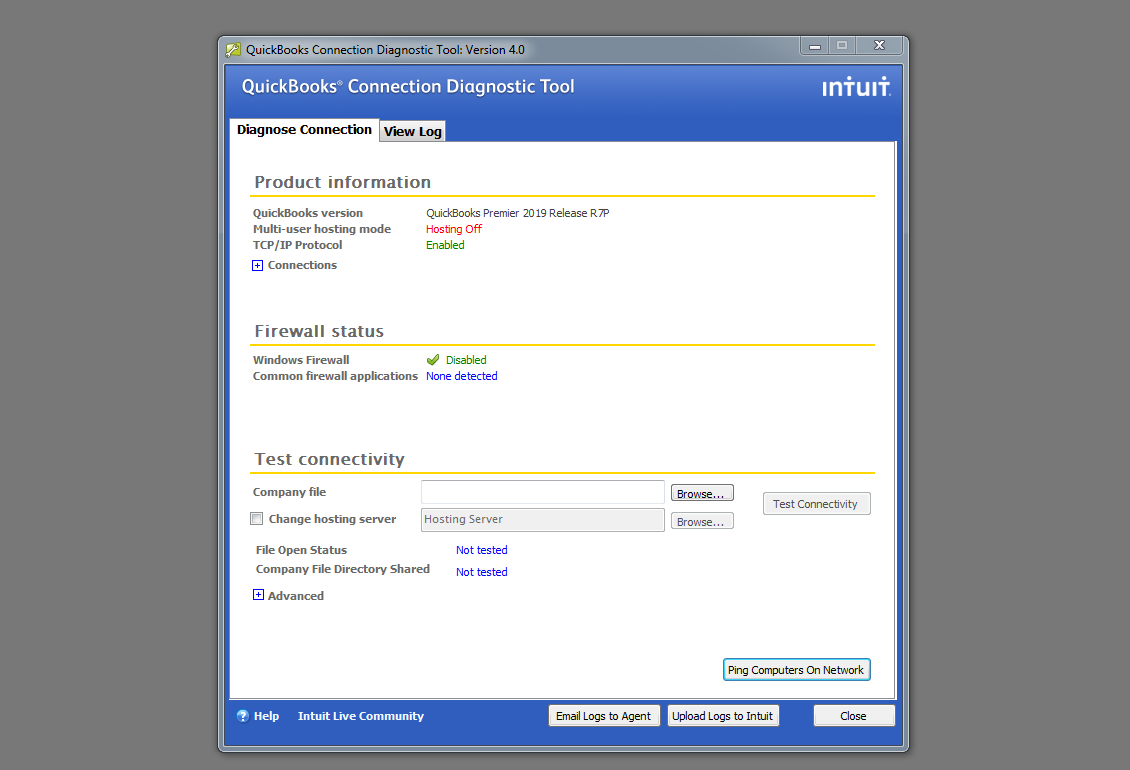 QuickBooks Connection Diagnostic Tool: Version 4.0
QuickBooks® Connection Diagnostic Tool
intuit.
Diagnose Connection
View Log
Product information
QuickBooks version QuickBooks Premier 2019 Release R7P
Multi-user hosting mode Hosting Off
TCP/IP Protocol Enabled
Connections
Firewall status
Windows Firewall Disabled
Common firewall applications None detected
Test connectivity
Company file Browse... Test Connectivity
Change hosting server Hosting Server Browse...
File Open Status Not tested
Company File Directory Shared Not tested
Advanced
Ping Computers On Network
Help Intuit Live Community Email Logs to Agent Upload Logs to Intuit Close